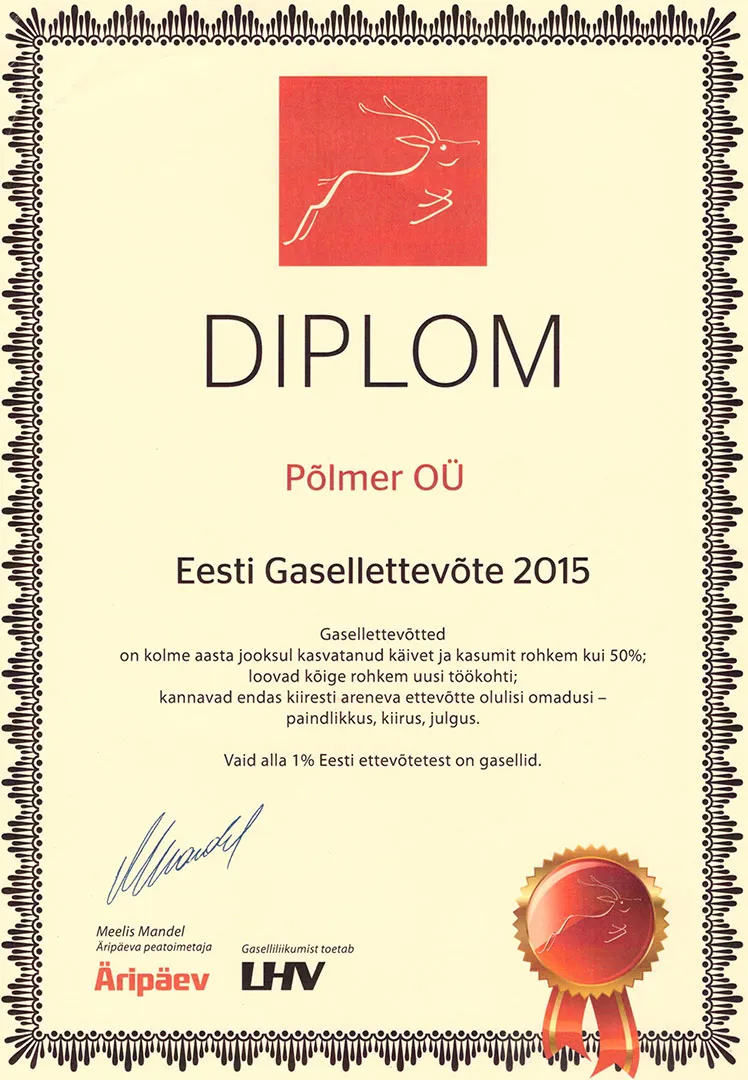 DIPLOM
Põlmer OÜ
Eesti Gasellettevõte 2015
Gasellettevõtted
on kolme aasta jooksul kasvatanud käivet ja kasumit rohkem kui 50%;
loovad kõige rohkem uusi töökohti;
kannavad endas kiiresti areneva ettevõtte olulisi omadusi –
paindlikkus, kiirus, julgus.
Vaid alla 1% Eesti ettevõtetest on gasellid.
Meelis Mandel
Äripäeva peatoimetaja
Äripäev
Gaselliliikumist toetab
LHV